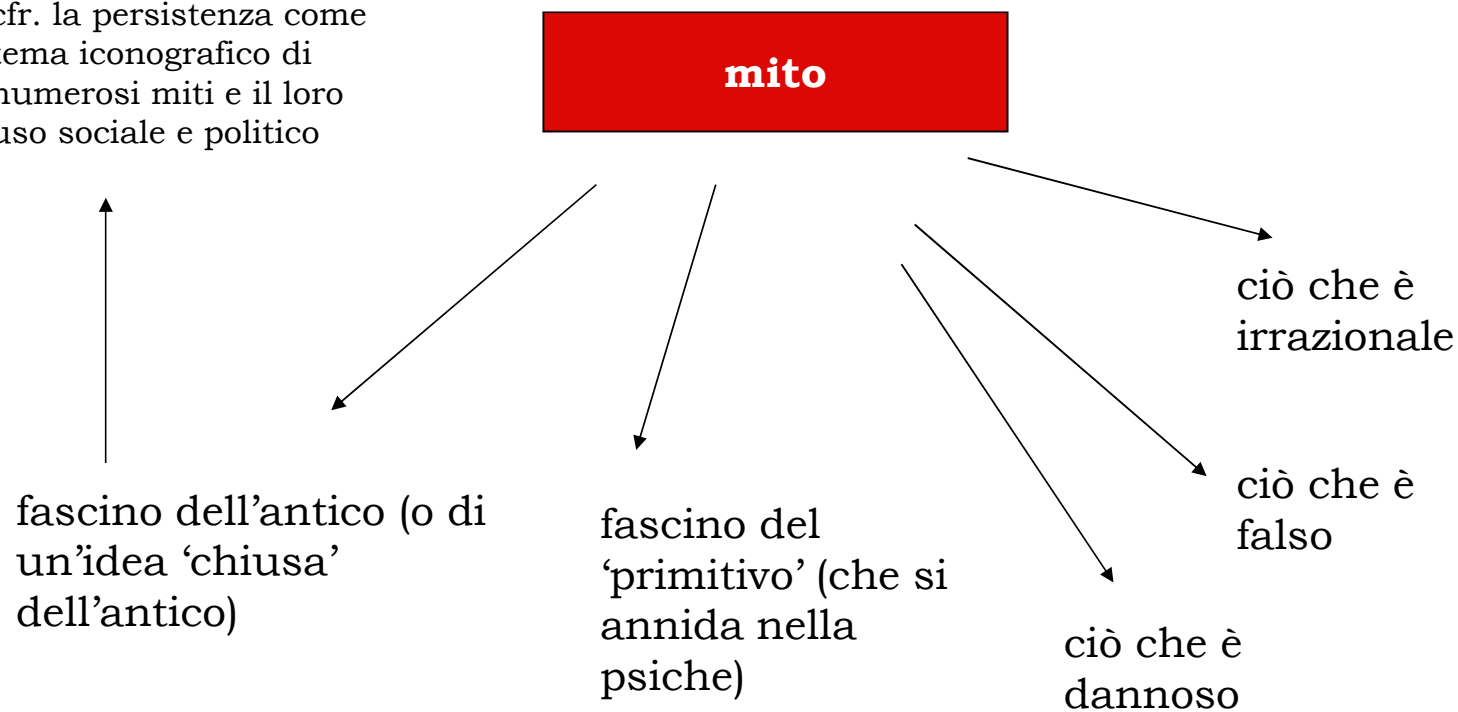 cfr. la persistenza come
tema iconografico di
numerosi miti e il loro
uso sociale e politico
mito
ciò che è
irrazionale
ciò che è
falso
fascino dell’antico (o di
un’idea ‘chiusa’
dell’antico)
fascino del
‘primitivo’ (che si
annida nella
psiche)
ciò che è
dannoso